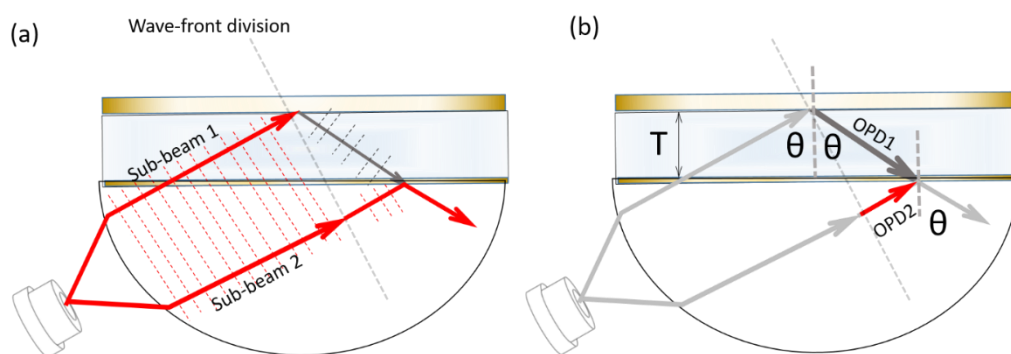 (a)
Wave-front division
Sub-beam 1
Sub-beam 2
(b)
T
θ θ
OPD1
OPD2
θ